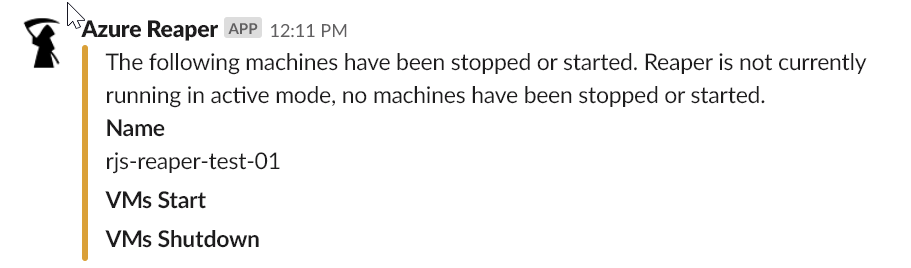 Azure Reaper APP 12:11 PM
The following machines have been stopped or started. Reaper is not currently
running in active mode, no machines have been stopped or started.
Name
rjs-reaper-test-01
VMs Start
VMs Shutdown